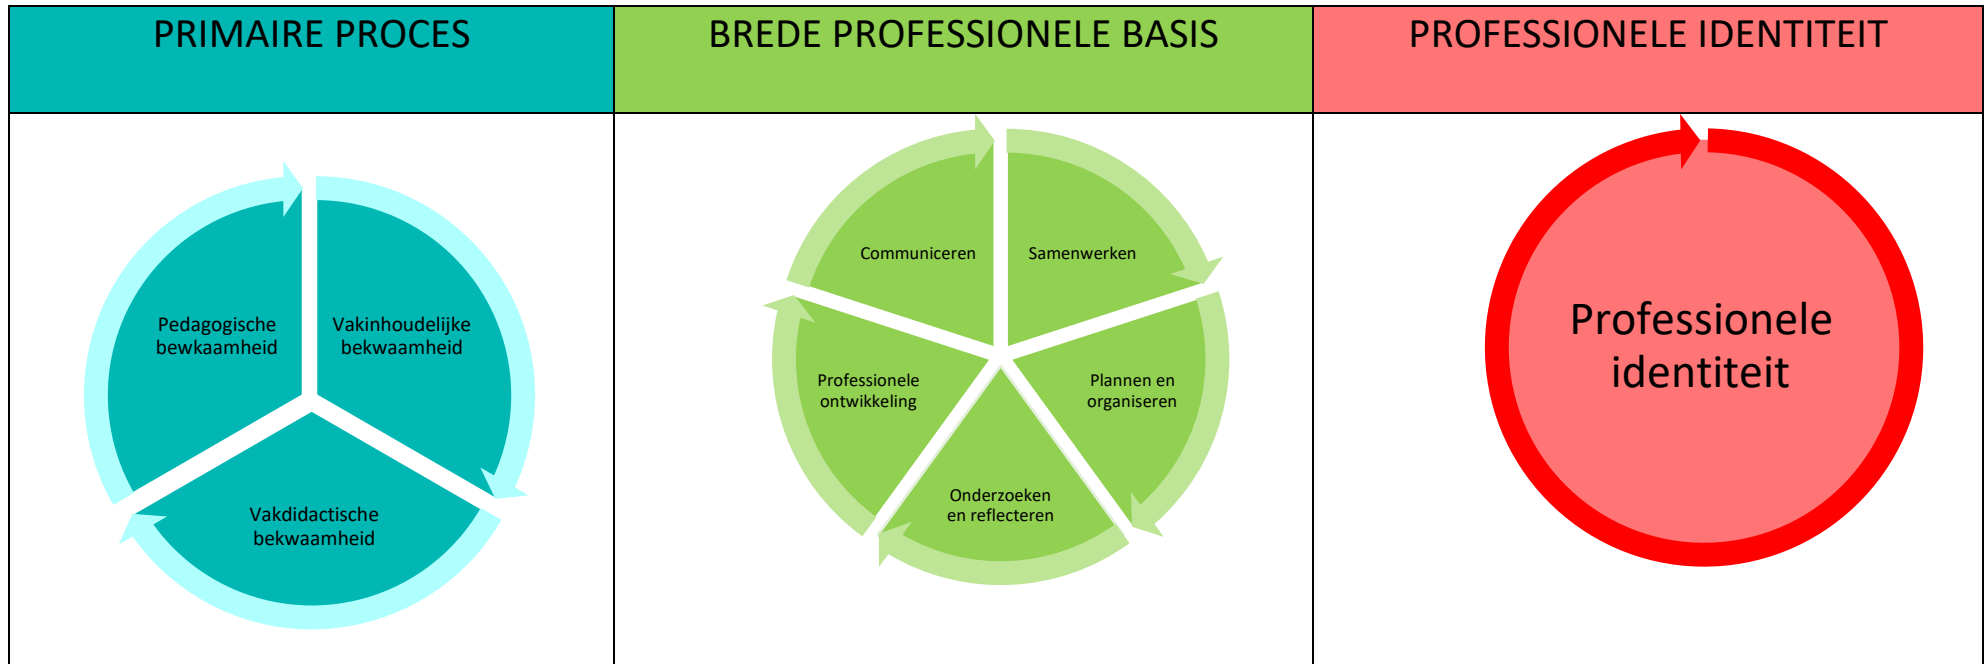 PRIMAIRE PROCES
BREDE PROFESSIONELE BASIS
PROFESSIONELE IDENTITEIT
Pedagogische
bewkaamheid
Vakinhoudelijke
bekwaamheid
Vakdidactische
bekwaamheid
Communiceren
Samenwerken
Professionele
ontwikkeling
Plannen en
organiseren
Onderzoeken
en reflecteren
Professionele
identiteit